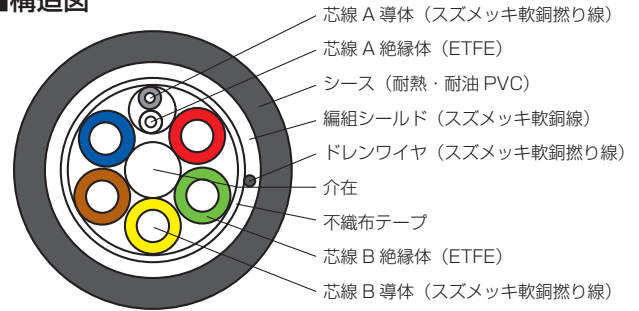 ■構造図
芯線 A 導体（スズメッキ軟銅撚り線）
芯線 A 絶縁体（ETFE）
シース（耐熱・耐油 PVC）
編組シールド（スズメッキ軟銅線）
ドレンワイヤ（スズメッキ軟銅撚り線）
介在
不織布テープ
芯線 B 絶縁体（ETFE）
芯線 B 導体（スズメッキ軟銅撚り線）